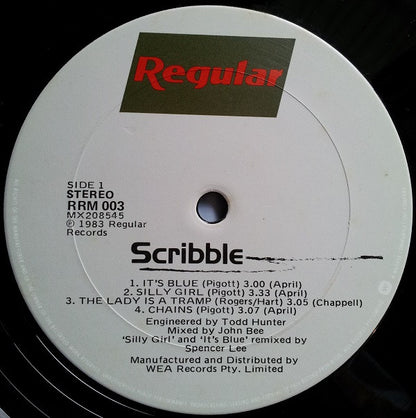 Regular
SIDE 1
STEREO
RRM 003
MX208545
℗ 1983 Regular
Records
Scribble
1. IT'S BLUE (Pigott) 3.00 (April)
2. SILLY GIRL (Pigott) 3.33 (April)
3. THE LADY IS A TRAMP (Rogers/Hart) 3.05 (Chappell)
4. CHAINS (Pigott) 3.07 (April)
Engineered by Todd Hunter
Mixed by John Bee
'Silly Girl' and 'It's Blue' remixed by
Spencer Lee
Manufactured and Distributed by
WEA Records Pty. Limited